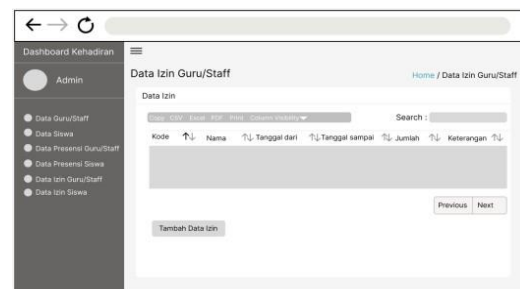 Dashboard Kehadiran
Admin
Data Guru/Staff
Data Siswa
Data Presensi Guru/Staff
Data Presensi Siswa
Data Izin Guru/Staff
Data Izin Siswa
Data Izin Guru/Staff
Home / Data Izin Guru/Staff
Data Izin
Copy CSV Excel PDF Print Column Visibility
Search :
Kode Nama Tanggal dari Tanggal sampai Jumlah Keterangan
Previous Next
Tambah Data Izin